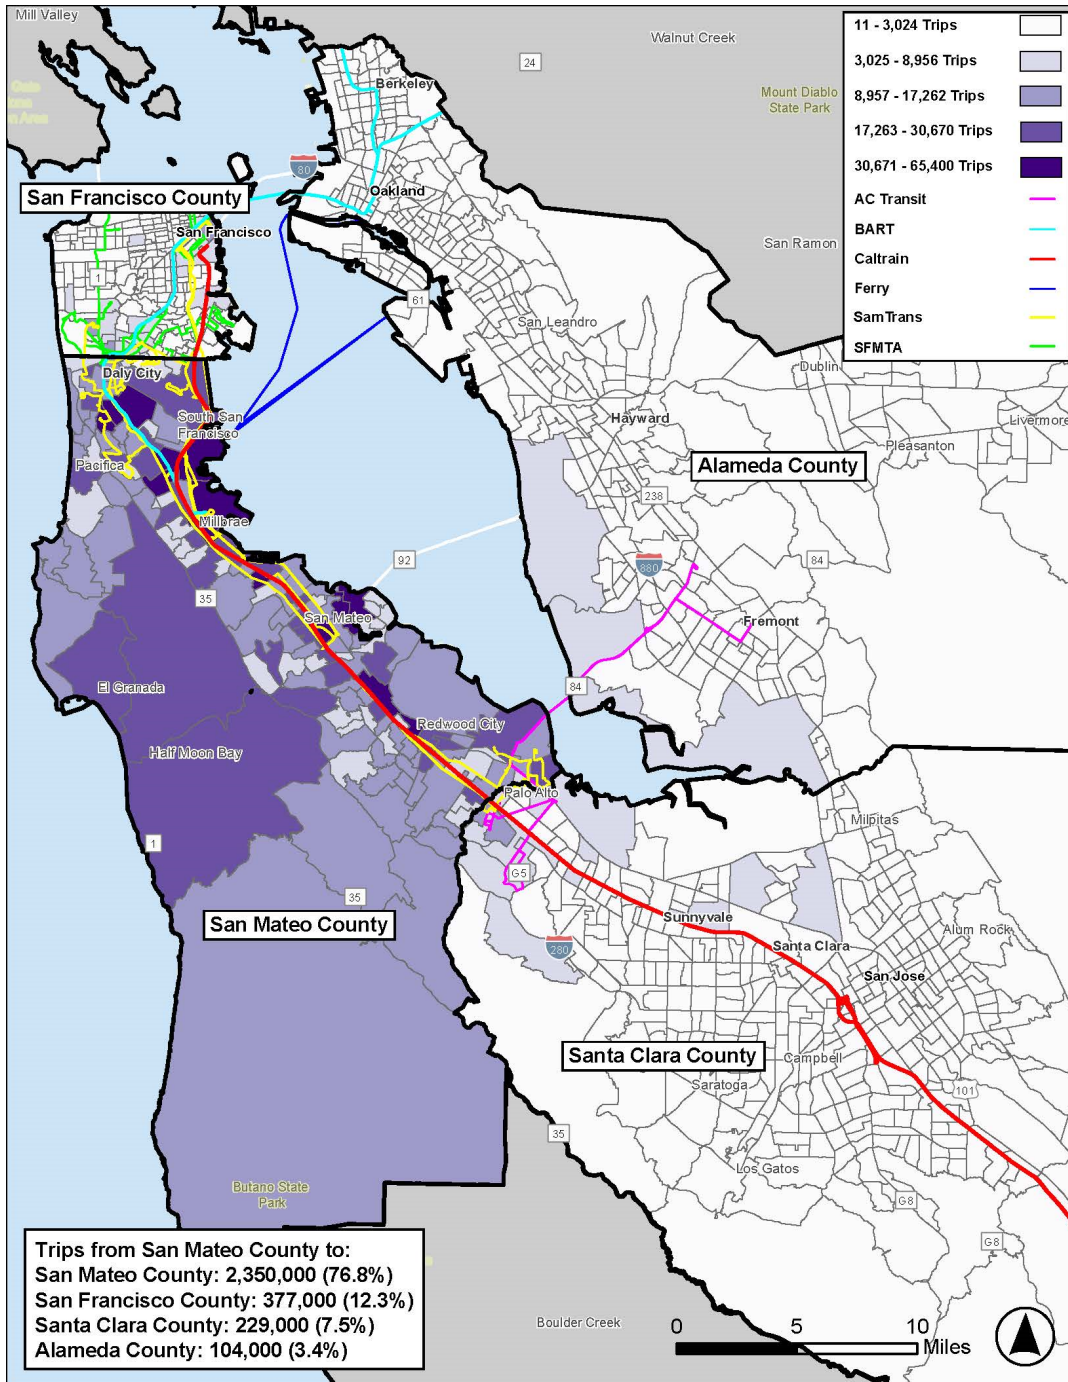 Mill Valley
Walnut Creek
24
Mount Diablo
State Park
11 - 3,024 Trips
3,025 - 8,956 Trips
8,957 - 17,262 Trips
17,263 - 30,670 Trips
30,671 - 65,400 Trips
AC Transit
BART
Caltrain
Ferry
SamTrans
SFMTA
Area
Berkeley
80
Oakland
San Francisco County
San Francisco
San Ramon
1
61
San Leandro
Dublin
Daly City
South San
Francisco
Hayward
Livermore
Pleasanton
Pacifica
Alameda County
238
Millbrae
92
880
84
35
San Mateo
Fremont
El Granada
84
Redwood City
Half Moon Bay
Palo Alto
Milpitas
1
G5
35
San Mateo County
Sunnyvale
Alum Rock
280
Santa Clara
San Jose
Santa Clara County
Campbell
Saratoga
101
35
Los Gatos
Butano State
Park
G8
G8
Trips from San Mateo County to:
San Mateo County: 2,350,000 (76.8%)
San Francisco County: 377,000 (12.3%)
Santa Clara County: 229,000 (7.5%)
Alameda County: 104,000 (3.4%)
Boulder Creek
0 5 10
Miles